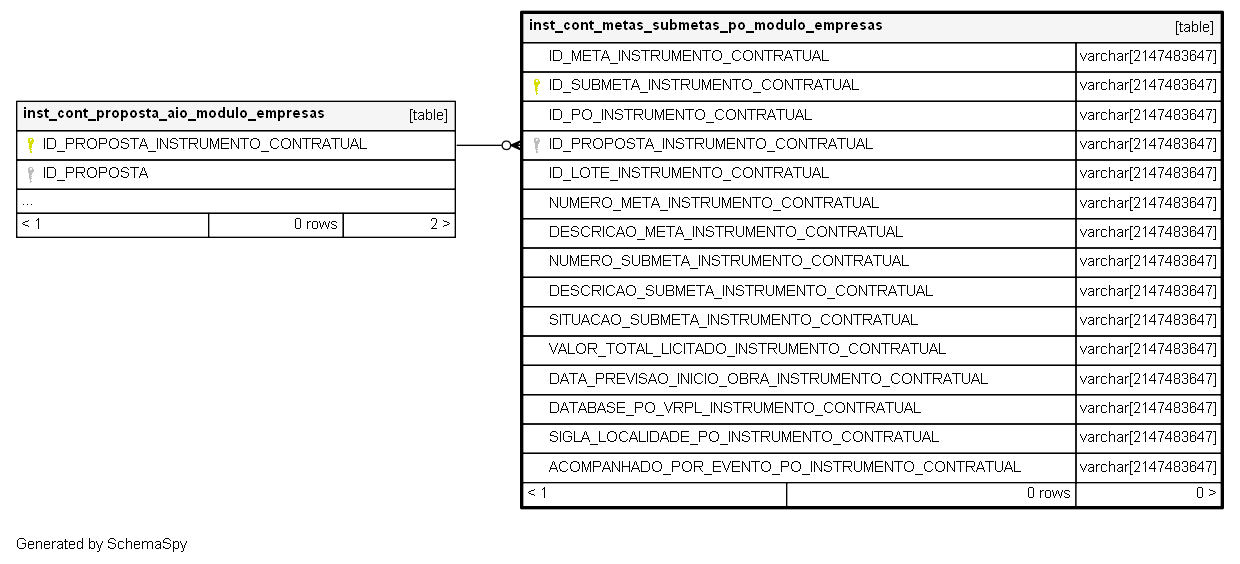 inst_cont_metas_submetas_po_modulo_empresas [table]
ID_META_INSTRUMENTO_CONTRATUAL varchar[2147483647]
ID_SUBMETA_INSTRUMENTO_CONTRATUAL varchar[2147483647]
ID_PO_INSTRUMENTO_CONTRATUAL varchar[2147483647]
ID_PROPOSTA_INSTRUMENTO_CONTRATUAL varchar[2147483647]
ID_LOTE_INSTRUMENTO_CONTRATUAL varchar[2147483647]
NUMERO_META_INSTRUMENTO_CONTRATUAL varchar[2147483647]
DESCRICAO_META_INSTRUMENTO_CONTRATUAL varchar[2147483647]
NUMERO_SUBMETA_INSTRUMENTO_CONTRATUAL varchar[2147483647]
DESCRICAO_SUBMETA_INSTRUMENTO_CONTRATUAL varchar[2147483647]
SITUACAO_SUBMETA_INSTRUMENTO_CONTRATUAL varchar[2147483647]
VALOR_TOTAL_LICITADO_INSTRUMENTO_CONTRATUAL varchar[2147483647]
DATA_PREVISAO_INICIO_OBRA_INSTRUMENTO_CONTRATUAL varchar[2147483647]
DATABASE_PO_VRPL_INSTRUMENTO_CONTRATUAL varchar[2147483647]
SIGLA_LOCALIDADE_PO_INSTRUMENTO_CONTRATUAL varchar[2147483647]
ACOMPANHADO_POR_EVENTO_PO_INSTRUMENTO_CONTRATUAL varchar[2147483647]
< 1 0 rows 0 >
inst_cont_proposta_aio_modulo_empresas [table]
ID_PROPOSTA_INSTRUMENTO_CONTRATUAL
ID_PROPOSTA
...
< 1 0 rows 2 >
Generated by SchemaSpy